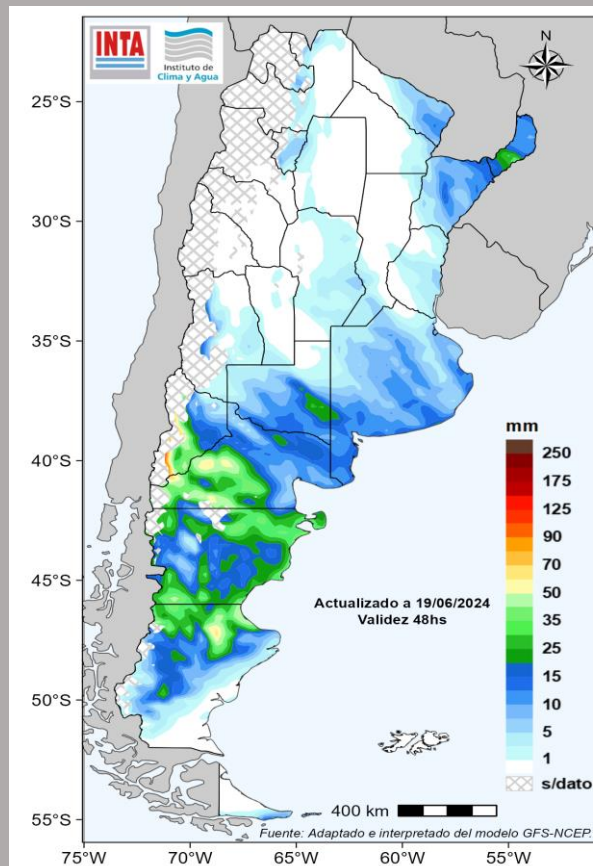 INTA
Instituto de
Clima y Agua
N
25°S
30°S
35°S
40°S
45°S
50°S
55°S
mm
250
175
125
90
70
50
35
25
15
10
5
1
s/dato
Actualizado a 19/06/2024
Validez 48hs
400 km
Fuente: Adaptado e interpretado del modelo GFS-NCEP.
75°W
70°W
65°W
60°W
55°W